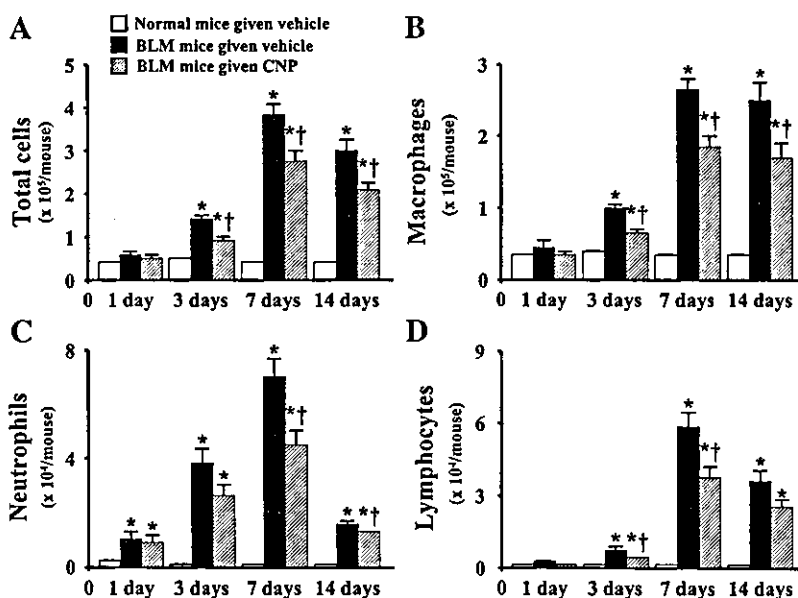 A
Normal mice given vehicle
BLM mice given vehicle
BLM mice given CNP
Total cells
(x 10⁵/mouse)
5
4
3
2
1
0
* *† * *† * *†
0 1 day 3 days 7 days 14 days
B
Macrophages
(x 10⁵/mouse)
3
2
1
0
* *† * *† * *†
0 1 day 3 days 7 days 14 days
C
Neutrophils
(x 10⁴/mouse)
8
4
0
* * * * * *† * *†
0 1 day 3 days 7 days 14 days
D
Lymphocytes
(x 10⁴/mouse)
9
6
3
0
* *† * *† * *
0 1 day 3 days 7 days 14 days